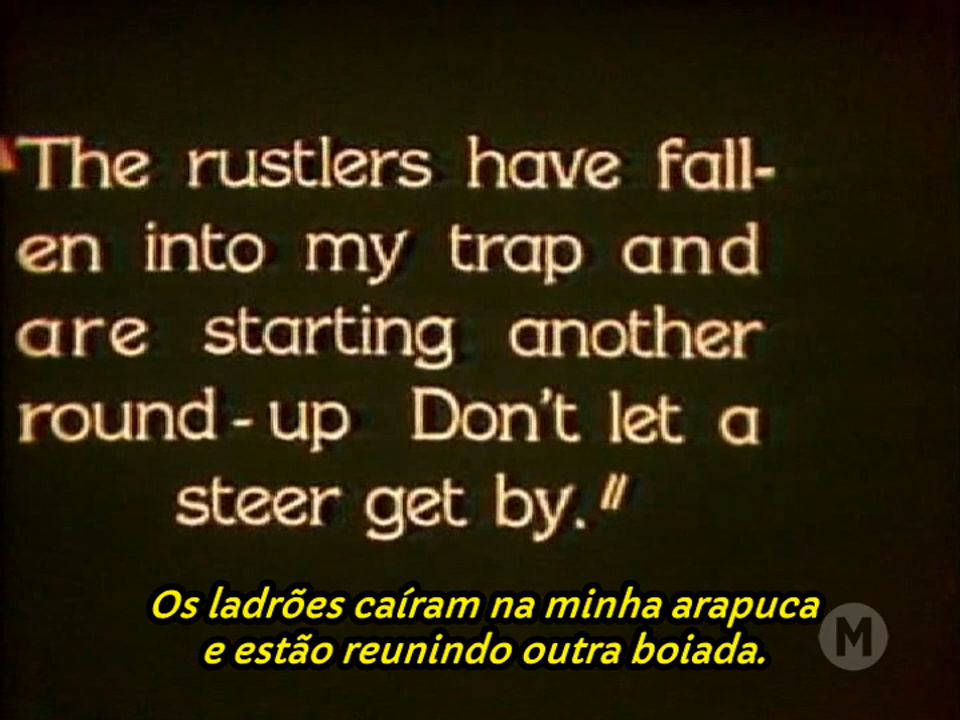 "The rustlers have fall-
en into my trap and
are starting another
round-up Don't let a
steer get by."
Os ladrões caíram na minha arapuca
e estão reunindo outra boiada.
M